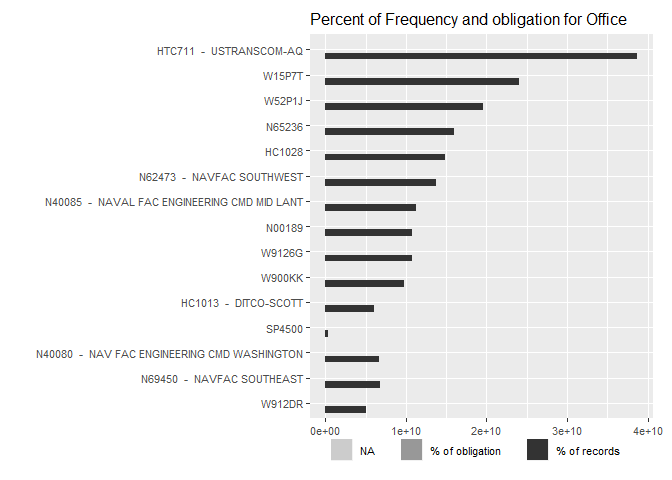 Percent of Frequency and obligation for Office
HTC711 - USTRANSCOM-AQ
W15P7T
W52P1J
N65236
HC1028
N62473 - NAVFAC SOUTHWEST
N40085 - NAVAL FAC ENGINEERING CMD MID LANT
N00189
W9126G
W900KK
HC1013 - DITCO-SCOTT
SP4500
N40080 - NAV FAC ENGINEERING CMD WASHINGTON
N69450 - NAVFAC SOUTHEAST
W912DR
0e+00 1e+10 2e+10 3e+10 4e+10
NA % of obligation % of records